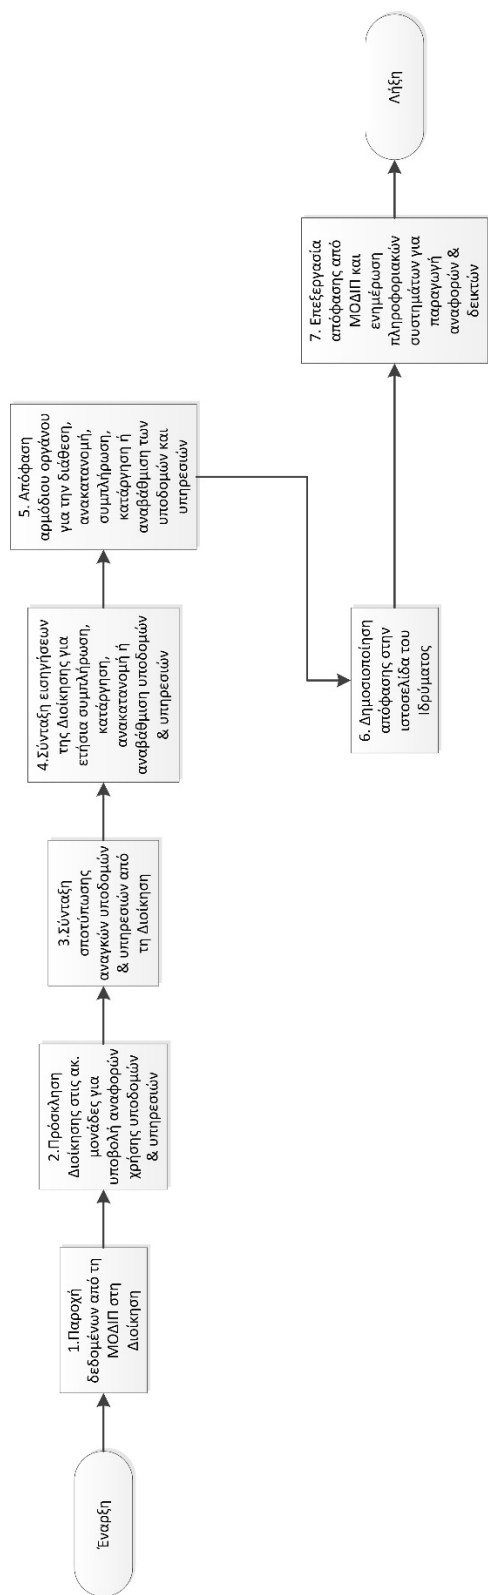 Έναρξη
1.Παροχή
δεδομένων από τη
ΜΟΔΙΠ στη
Διοίκηση
2.Πρόσκληση
Διοίκησης στις ακ.
μονάδες για
υποβολή αναφορών
χρήσης υποδομών
& υπηρεσιών
3.Σύνταξη
σποτύπωσης
αναγκών υποδομών
& υπηρεσιών από
τη Διοίκηση
4.Σύνταξη εισηγήσεων
της Διοίκησης για
ετήσια συμπλήρωση,
κατάργηση,
ανακατανομή ή
αναβάθμιση υποδομών
& υπηρεσιών
5. Απόφαση
αρμόδιου οργάνου
για την διάθεση,
ανακατανομή,
συμπλήρωση,
κατάργηση ή
αναβάθμιση των
υποδομών και
υπηρεσιών
6. Δημοσιοποίηση
απόφασης στην
ιστοσελίδα του
Ιδρύματος
7. Επεξεργασία
απόφασης από
ΜΟΔΙΠ και
ενημέρωση
πληροφοριακών
συστημάτων για
παραγωγή
αναφορών &
δεικτών
Λήξη